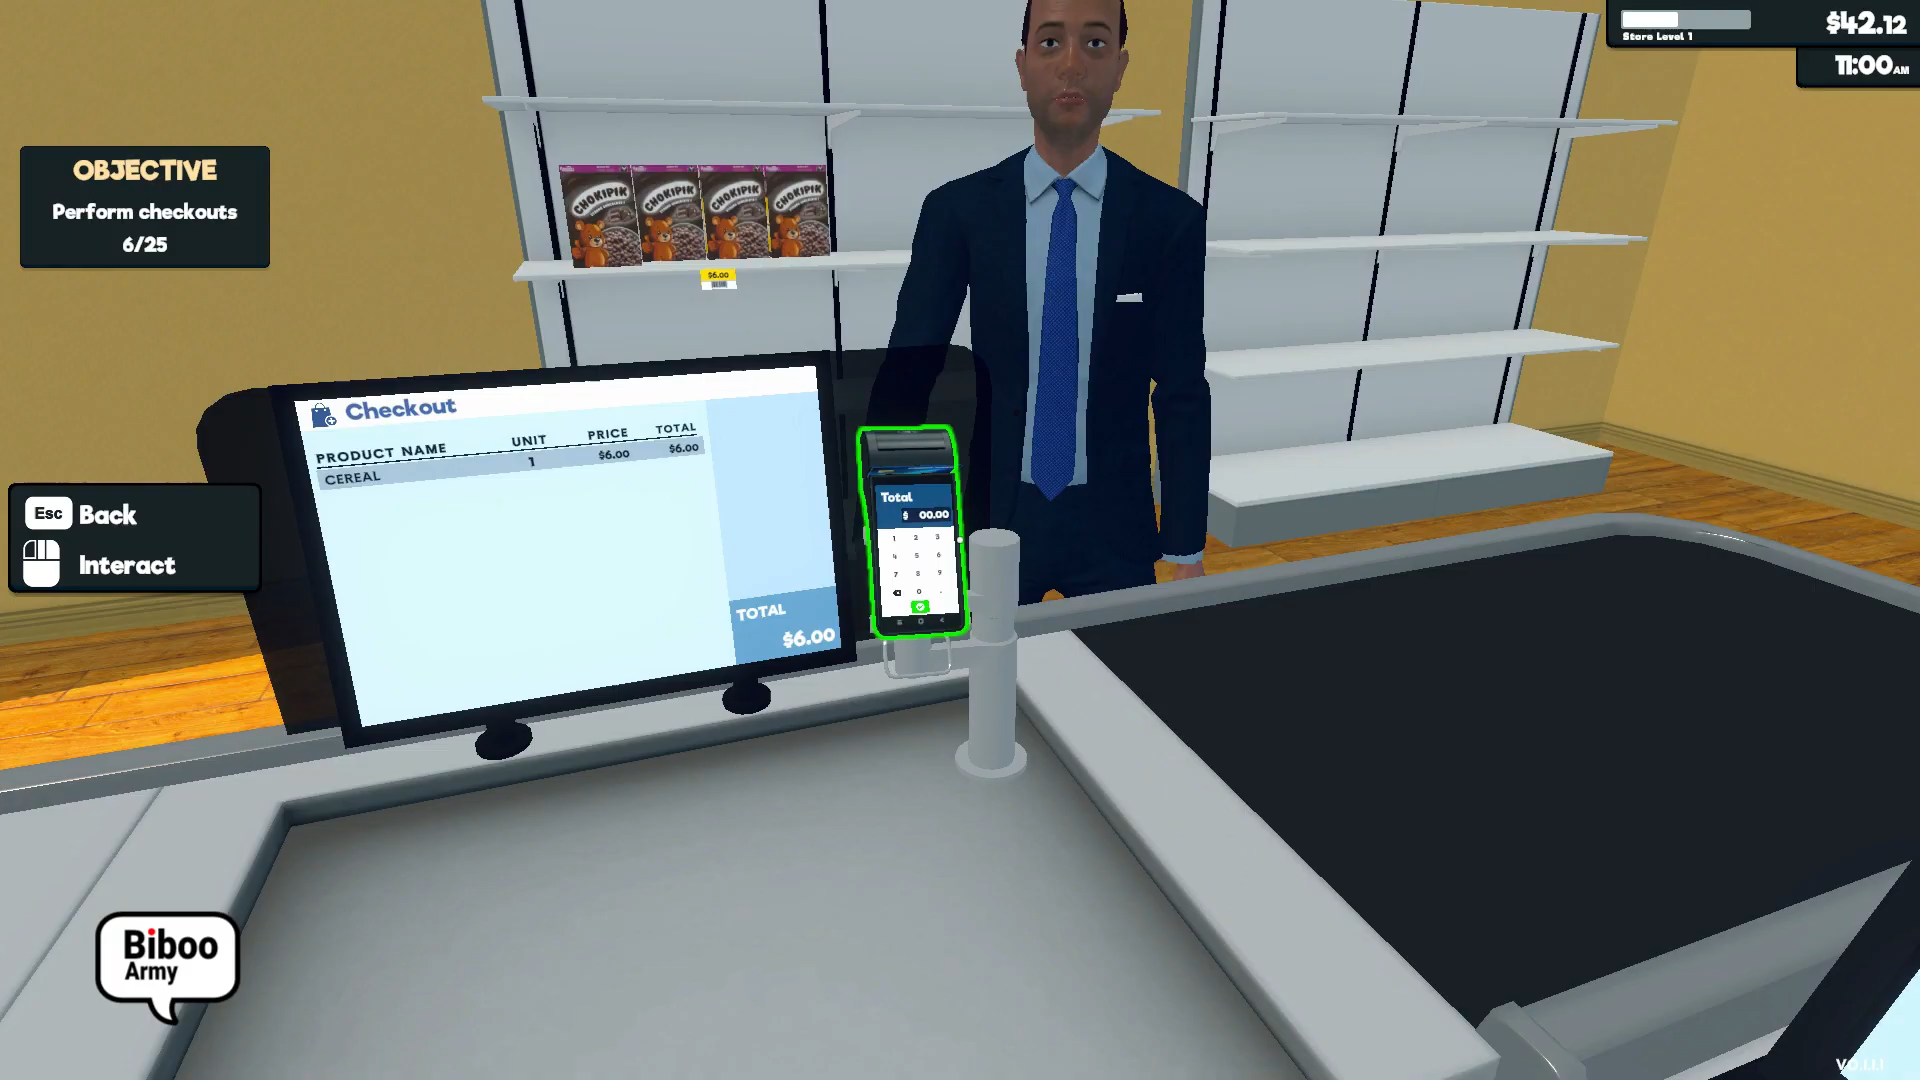 $42.12
Store Level 1
11:00AM
OBJECTIVE
Perform checkouts
6/25
CHOKIPIK
CHOKIPIK
CHOKIPIK
CHOKIPIK
$6.00
Checkout
PRODUCT NAME UNIT PRICE TOTAL
CEREAL 1 $6.00 $6.00
TOTAL
$6.00
Total
$ 00.00
1 2 3
4 5 6
7 8 9
0 .
Esc Back
Interact
Biboo
Army